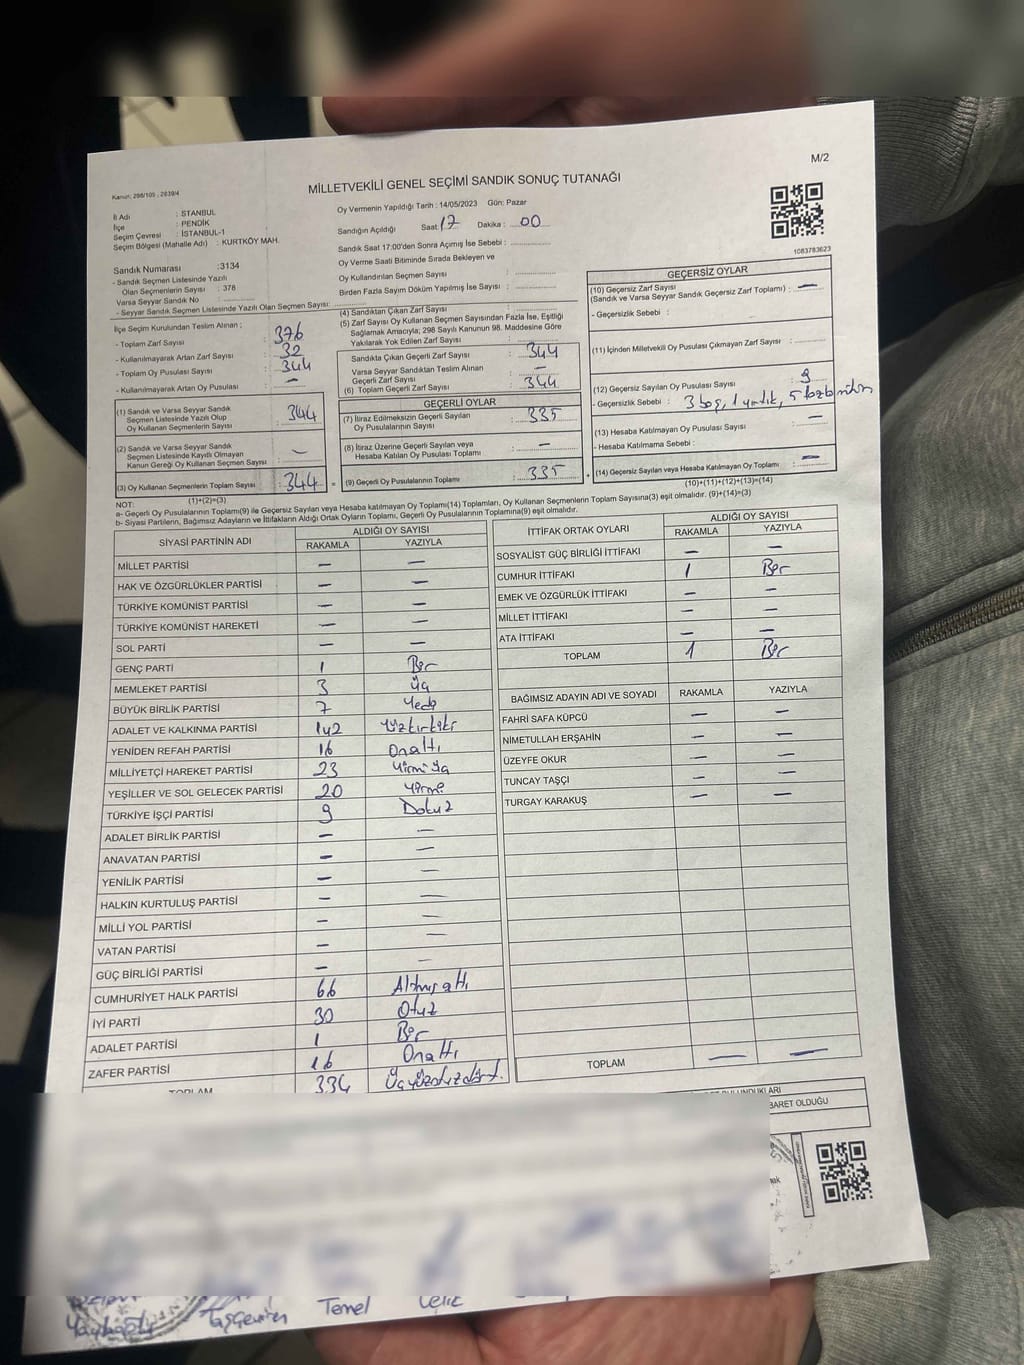 M/2
Kanun: 298/105 , 2839/4
MİLLETVEKİLİ GENEL SEÇİMİ SANDIK SONUÇ TUTANAĞI
İl Adı : STANBUL
İlçe : PENDİK
Seçim Çevresi : İSTANBUL-1
Seçim Bölgesi (Mahalle Adı) : KURTKÖY MAH.
Sandık Numarası :3134
- Sandık Seçmen Listesinde Yazılı
Olan Seçmenlerin Sayısı : 378
Varsa Seyyar Sandık No :
- Seyyar Seçmen Listesinde Yazılı Olan Seçmen Sayısı:
Oy Vermenin Yapıldığı Tarih : 14/05/2023 Gün: Pazar
Sandığın Açıldığı Saat: 17 Dakika : 00
Sandık Saat 17:00'den Sonra Açımış İse Sebebi :
Oy Verme Saati Bitiminde Sırada Bekleyen ve
Oy Kullandırılan Seçmen Sayısı :
Birden Fazla Sayım Döküm Yapılmış İse Sayısı :
1083783623
İlçe Seçim Kurulundan Teslim Alınan ;
- Toplam Zarf Sayısı : 376
- Kullanılmayarak Artan Zarf Sayısı : 32
- Toplam Oy Pusulası Sayısı : 344
- Kullanılmayarak Artan Oy Pusulası : —
(1) Sandık ve Varsa Seyyar Sandık
Seçmen Listesinde Yazılı Olup
Oy Kullanan Seçmenlerin Sayısı : 344
(2) Sandık ve Varsa Seyyar Sandık
Seçmen Listesinde Kayıtlı Olmayan
Kanun Gereği Oy Kullanan Seçmen Sayısı : —
(3) Oy Kullanan Seçmenlerin Toplam Sayısı : 344
(1)+(2)=(3)
(4) Sandıktan Çıkan Zarf Sayısı :
(5) Zarf Sayısı Oy Kullanan Seçmen Sayısından Fazla İse, Eşitliği
Sağlamak Amacıyla; 298 Sayılı Kanunun 98. Maddesine Göre
Yakılarak Yok Edilen Zarf Sayısı :
Sandıkta Çıkan Geçerli Zarf Sayısı : 344
Varsa Seyyar Sandıktan Teslim Alınan
Geçerli Zarf Sayısı : —
(6) Toplam Geçerli Zarf Sayısı : 344
GEÇERLİ OYLAR
(7) İtiraz Edilmeksizin Geçerli Sayılan
Oy Pusulalarının Sayısı : 335
(8) İtiraz Üzerine Geçerli Sayılan veya
Hesaba Katılan Oy Pusulası Toplamı : —
= (9) Geçerli Oy Pusulalarının Toplamı : 335 +
GEÇERSİZ OYLAR
(10) Geçersiz Zarf Sayısı
(Sandık ve Varsa Seyyar Sandık Geçersiz Zarf Toplamı) : —
- Geçersizlik Sebebi :
(11) İçinden Milletvekili Oy Pusulası Çıkmayan Zarf Sayısı :
(12) Geçersiz Sayılan Oy Pusulası Sayısı : 9
- Geçersizlik Sebebi : 3 boş, 1 yırtık, 5
(13) Hesaba Katılmayan Oy Pusulası Sayısı : —
- Hesaba Katılmama Sebebi :
(14) Geçersiz Sayılan veya Hesaba Katılmayan Oy Toplamı : —
(10)+(11)+(12)+(13)=(14)
NOT:
a- Geçerli Oy Pusulalarının Toplamı(9) ile Geçersiz Sayılan veya Hesaba katılmayan Oy Toplamı(14) Toplamları, Oy Kullanan Seçmenlerin Toplam Sayısına(3) eşit olmalıdır. (9)+(14)=(3)
b- Siyasi Partilerin, Bağımsız Adayların ve İttifakların Aldığı Ortak Oyların Toplamı, Geçerli Oy Pusulalarının Toplamına(9) eşit olmalıdır.
SİYASİ PARTİNİN ADI ALDIĞI OY SAYISI
RAKAMLA YAZIYLA
MİLLET PARTİSİ — —
HAK VE ÖZGÜRLÜKLER PARTİSİ — —
TÜRKİYE KOMÜNİST PARTİSİ — —
TÜRKİYE KOMÜNİST HAREKETİ — —
SOL PARTİ — —
GENÇ PARTİ 1 Bir
MEMLEKET PARTİSİ 3 Üç
BÜYÜK BİRLİK PARTİSİ 7 Yedi
ADALET VE KALKINMA PARTİSİ 142 Yüzkırkiki
YENİDEN REFAH PARTİSİ 16 Onaltı
MİLLİYETÇİ HAREKET PARTİSİ 23 Yirmi üç
YEŞİLLER VE SOL GELECEK PARTİSİ 20 Yirmi
TÜRKİYE İŞÇİ PARTİSİ 9 Dokuz
ADALET BİRLİK PARTİSİ — —
ANAVATAN PARTİSİ — —
YENİLİK PARTİSİ — —
HALKIN KURTULUŞ PARTİSİ — —
MİLLİ YOL PARTİSİ — —
VATAN PARTİSİ — —
GÜÇ BİRLİĞİ PARTİSİ — —
CUMHURİYET HALK PARTİSİ 66 Altmış altı
İYİ PARTİ 30 Otuz
ADALET PARTİSİ 1 Bir
ZAFER PARTİSİ 16 Onaltı
TOPLAM 334 Üçyüzotuzdört.
İTTİFAK ORTAK OYLARI ALDIĞI OY SAYISI
RAKAMLA YAZIYLA
SOSYALİST GÜÇ BİRLİĞİ İTTİFAKI — —
CUMHUR İTTİFAKI 1 Bir
EMEK VE ÖZGÜRLÜK İTTİFAKI — —
MİLLET İTTİFAKI — —
ATA İTTİFAKI — —
TOPLAM 1 Bir
BAĞIMSIZ ADAYIN ADI VE SOYADI RAKAMLA YAZIYLA
FAHRİ SAFA KÜPCÜ — —
NİMETULLAH ERŞAHİN — —
ÜZEYFE OKUR — —
TUNCAY TAŞÇI — —
TURGAY KARAKUŞ — —
TOPLAM — —
BARET OLDUĞU
Temel